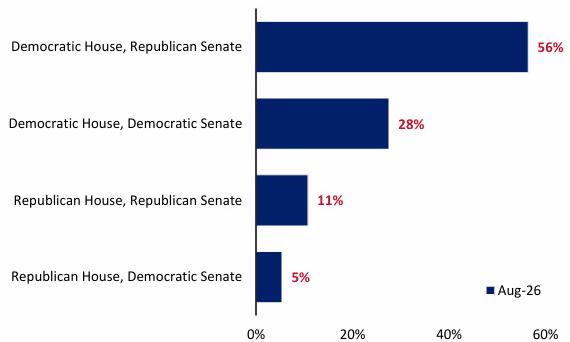 Democratic House, Republican Senate
56%
Democratic House, Democratic Senate
28%
Republican House, Republican Senate
11%
Republican House, Democratic Senate
5%
Aug-26
0%
20%
40%
60%